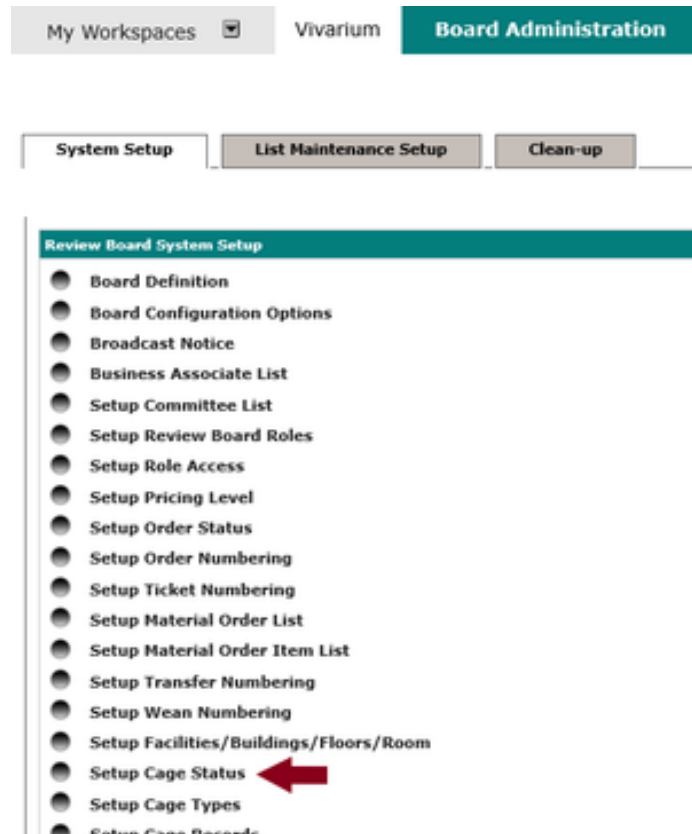 My Workspaces Vivarium Board Administration
System Setup List Maintenance Setup Clean-up
Review Board System Setup
Board Definition
Board Configuration Options
Broadcast Notice
Business Associate List
Setup Committee List
Setup Review Board Roles
Setup Role Access
Setup Pricing Level
Setup Order Status
Setup Order Numbering
Setup Ticket Numbering
Setup Material Order List
Setup Material Order Item List
Setup Transfer Numbering
Setup Wean Numbering
Setup Facilities/Buildings/Floors/Room
Setup Cage Status
Setup Cage Types
Setup Cage Records